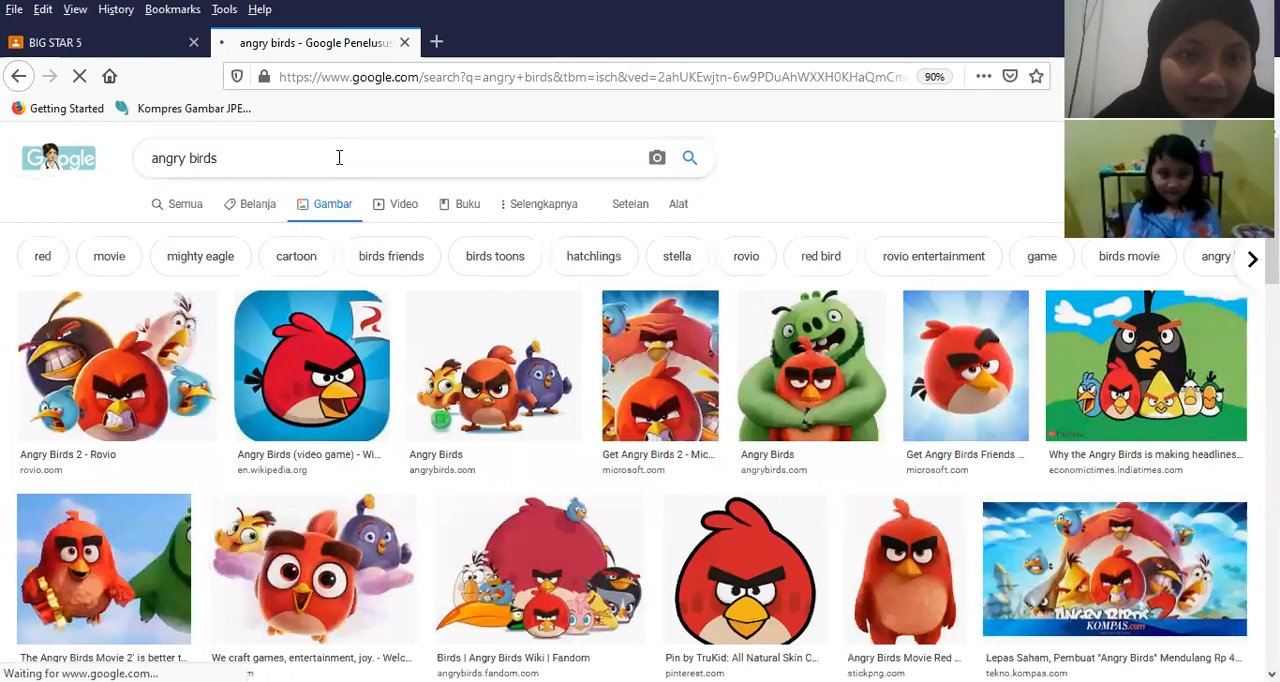 File Edit View History Bookmarks Tools Help
BIG STAR 5
angry birds - Google Penelusu
https://www.google.com/search?q=angry+birds&tbm=isch&ved=2ahUKEwjtn-6w9PDuAhWXXH0KHaQmCm
90%
Getting Started Kompres Gambar JPE...
Google
angry birds
Semua Belanja Gambar Video Buku Selengkapnya Setelan Alat
red movie mighty eagle cartoon birds friends birds toons hatchlings stella rovio red bird rovio entertainment game birds movie angry
Angry Birds 2 - Rovio
rovio.com
Angry Birds (video game) - Wi...
en.wikipedia.org
Angry Birds
angrybirds.com
Get Angry Birds 2 - Mic...
microsoft.com
Angry Birds
angrybirds.com
Get Angry Birds Friends ...
microsoft.com
Why the Angry Birds is making headlines...
economictimes.indiatimes.com
ANGRY BIRDS 2
KOMPAS.com
The Angry Birds Movie 2' is better t...
We craft games, entertainment, joy. - Welc...
Birds | Angry Birds Wiki | Fandom
angrybirds.fandom.com
Pin by TruKid: All Natural Skin C...
pinterest.com
Angry Birds Movie Red ...
stickpng.com
Lepas Saham, Pembuat "Angry Birds" Mendulang Rp 4...
tekno.kompas.com
Waiting for www.google.com...